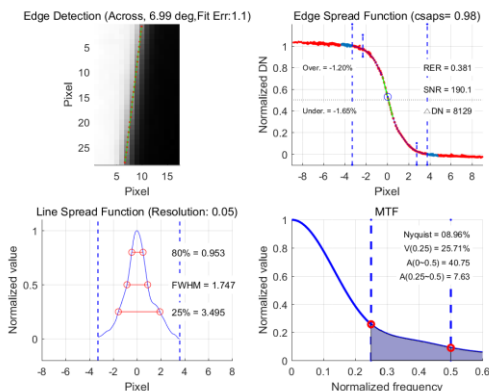 Edge Detection (Across, 6.99 deg,Fit Err:1.1)
5
10
15
20
25
Pixel
5
10
15
Pixel
Edge Spread Function (csaps= 0.98)
Normalized DN
1
0.8
0.6
0.4
0.2
0
Over. = -1.20%
Under. = -1.65%
RER = 0.381
SNR = 190.1
△DN = 8129
-8
-6
-4
-2
0
2
4
6
8
Pixel
Line Spread Function (Resolution: 0.05)
Normalized value
1
0.5
0
80% = 0.953
FWHM = 1.747
25% = 3.495
-8
-6
-4
-2
0
2
4
6
8
Pixel
MTF
Normalized value
1
0.8
0.6
0.4
0.2
0
Nyquist = 08.96%
V(0.25) = 25.71%
A(0~0.5) = 40.75
A(0.25~0.5) = 7.63
0
0.1
0.2
0.3
0.4
0.5
0.6
Normalized frequency